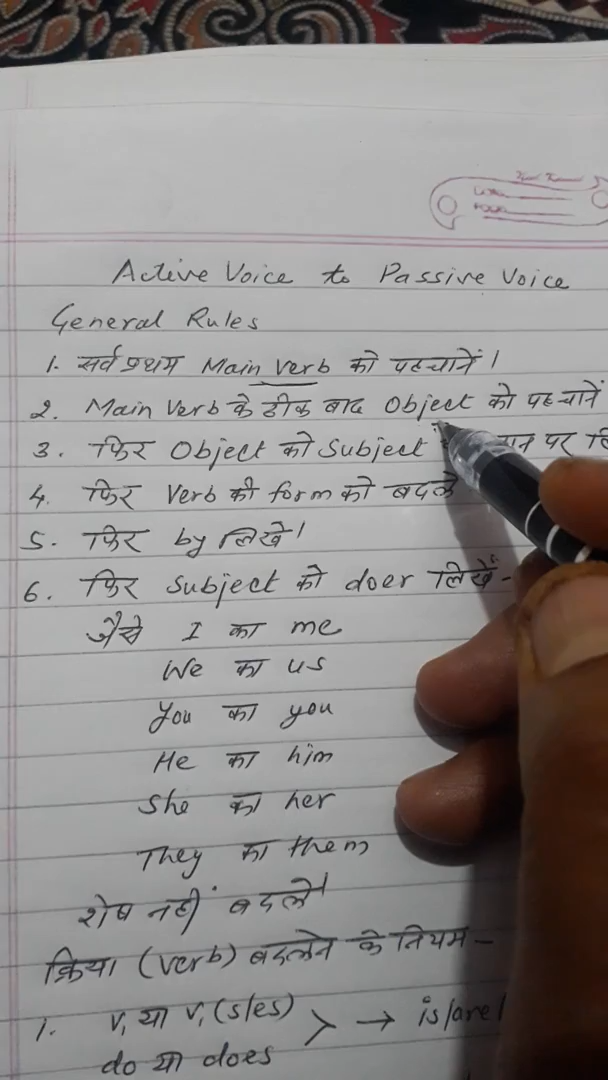 Active Voice to Passive Voice
General Rules
1. सर्व प्रथम Main verb को पहचानें।
2. Main Verb के ठीक बाद Object को पहचानें
3. फिर Object को Subject पर
4. फिर Verb की form को बदले
5. फिर by लिखें।
6. फिर Subject को doer लिखें-
जैसे I का me
We का us
You का you
He का him
She का her
They का them
शेष नहीं बदलें।
क्रिया (verb) बदलेन के नियम -
1. V₁ या V₁(s/es) > → is/are/
do या does